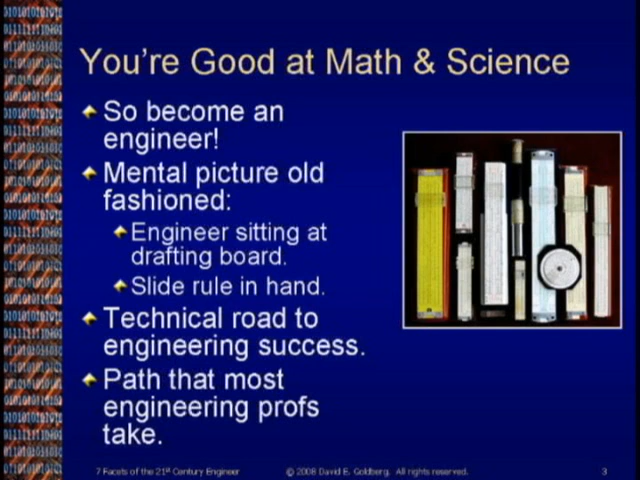 You're Good at Math & Science
So become an
engineer!
Mental picture old
fashioned:
Engineer sitting at
drafting board.
Slide rule in hand.
Technical road to
engineering success.
Path that most
engineering profs
take.
7 Facets of the 21st Century Engineer
© 2008 David E. Goldberg. All rights reserved.
3